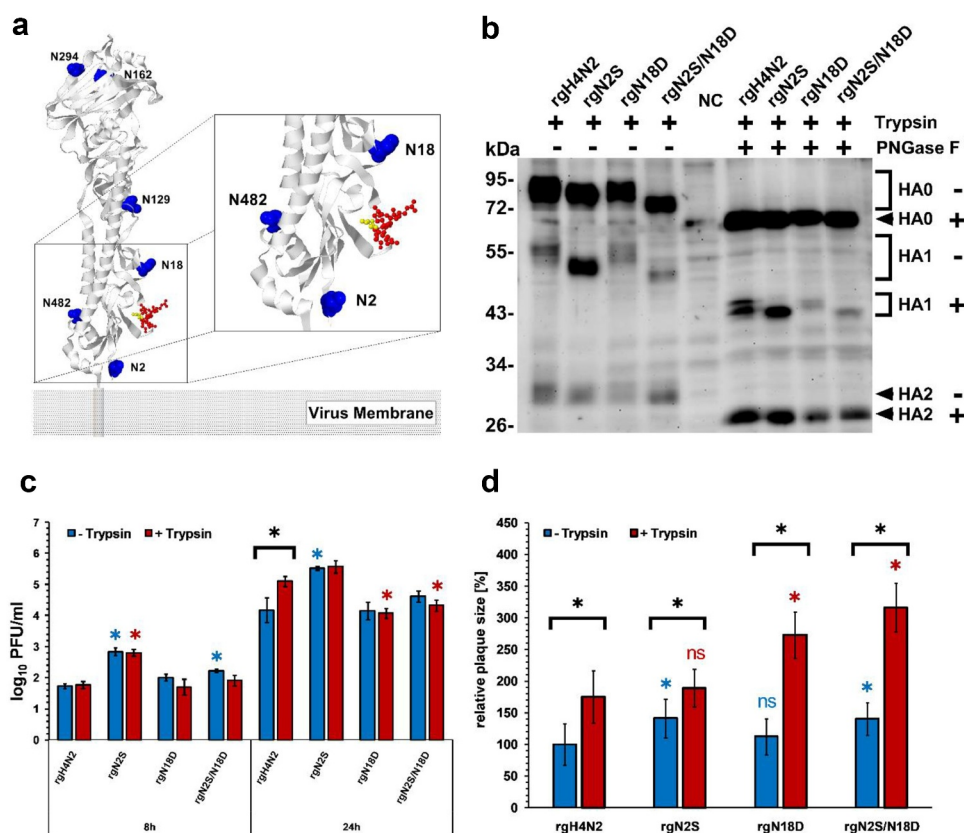 a
N294
N162
N129
N18
N482
N2
N18
N482
N2
Virus Membrane
b
rgH4N2 rgN2S rgN18D rgN2S/N18D NC rgH4N2 rgN2S rgN18D rgN2S/N18D
+ + + + + + + + Trypsin
- - - - + + + + PNGase F
kDa
95-
72-
55-
43-
34-
26-
HA0 -
HA0 +
HA1 -
HA1 +
HA2 -
HA2 +
c
log10 PFU/ml
7
6
5
4
3
2
1
0
- Trypsin + Trypsin
*
* * * * * *
rgH4N2 rgN2S rgN18D rgN2S/N18D rgH4N2 rgN2S rgN18D rgN2S/N18D
8h 24h
d
relative plaque size [%]
450
400
350
300
250
200
150
100
50
0
- Trypsin + Trypsin
* * * *
* ns ns * * *
rgH4N2 rgN2S rgN18D rgN2S/N18D